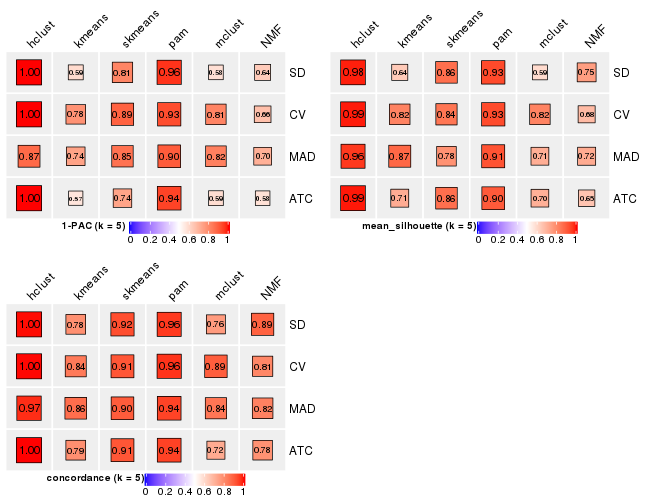 hclust kmeans skmeans pam mclust NMF
1.00 0.59 0.81 0.96 0.58 0.64 SD
1.00 0.78 0.89 0.93 0.81 0.66 CV
0.87 0.74 0.85 0.90 0.82 0.70 MAD
1.00 0.57 0.74 0.94 0.59 0.58 ATC
1-PAC (k = 5)
0 0.2 0.4 0.6 0.8 1
hclust kmeans skmeans pam mclust NMF
0.98 0.64 0.86 0.93 0.59 0.75 SD
0.99 0.82 0.84 0.93 0.82 0.68 CV
0.96 0.87 0.78 0.91 0.71 0.72 MAD
0.99 0.71 0.86 0.90 0.70 0.65 ATC
mean_silhouette (k = 5)
0 0.2 0.4 0.6 0.8 1
hclust kmeans skmeans pam mclust NMF
1.00 0.78 0.92 0.96 0.76 0.89 SD
1.00 0.84 0.91 0.96 0.89 0.81 CV
0.97 0.86 0.90 0.94 0.84 0.82 MAD
1.00 0.79 0.91 0.94 0.72 0.78 ATC
concordance (k = 5)
0 0.2 0.4 0.6 0.8 1